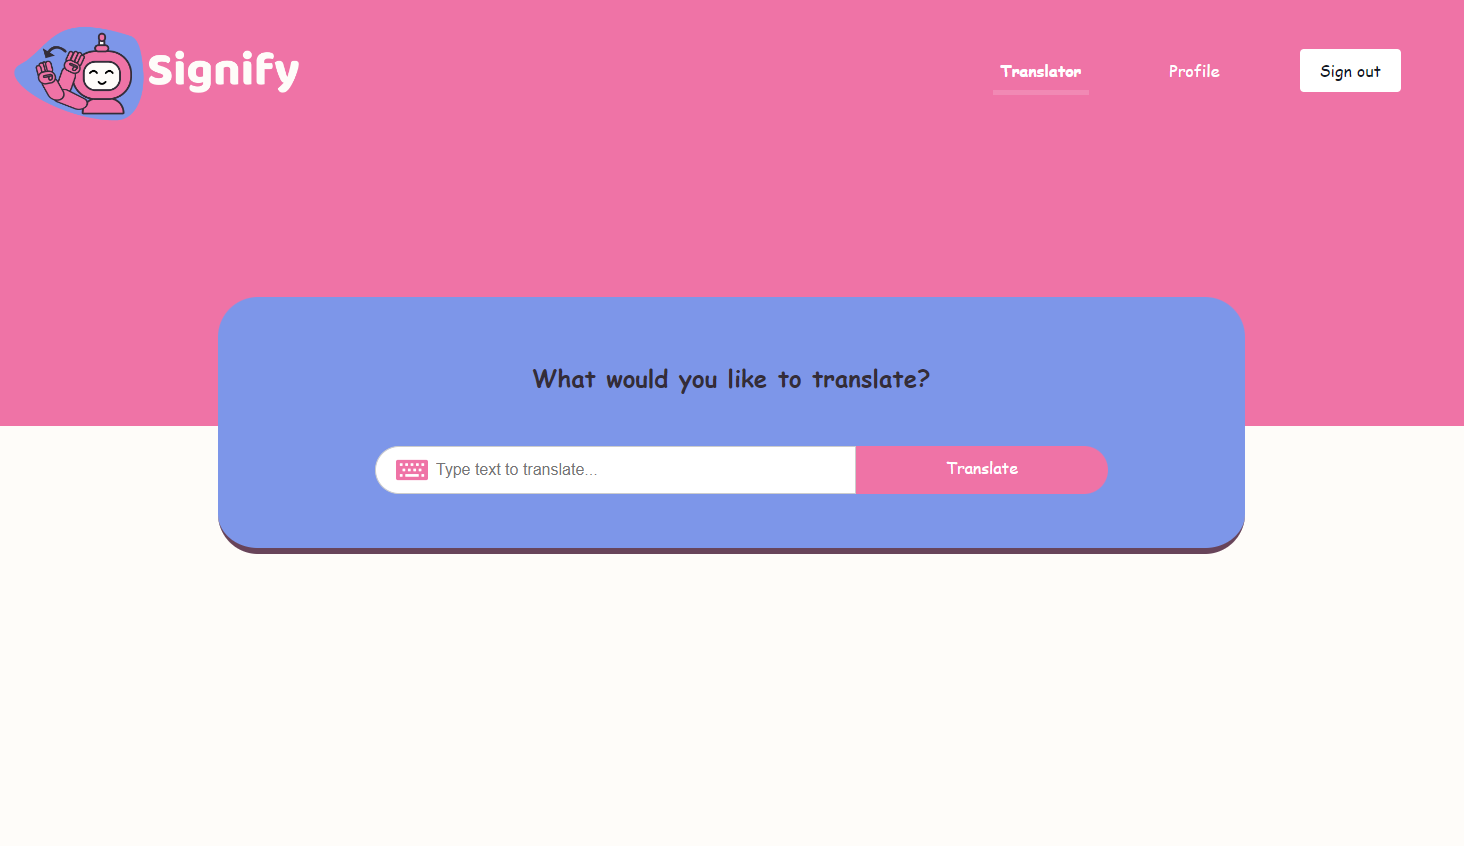 Signify
Translator
Profile
Sign out
What would you like to translate?
Type text to translate...
Translate